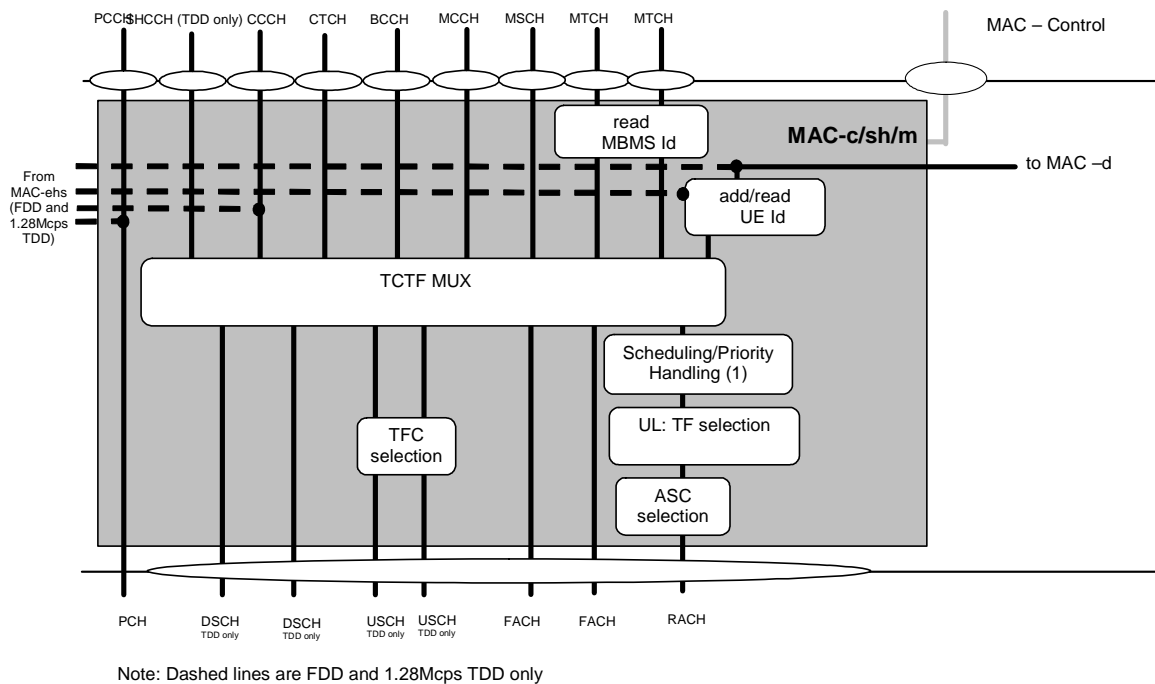 PCCH SHCCH (TDD only) CCCH CTCH BCCH MCCH MSCH MTCH MTCH
MAC – Control
read
MBMS Id
MAC-c/sh/m
From
MAC-ehs
(FDD and
1.28Mcps
TDD)
to MAC –d
add/read
UE Id
TCTF MUX
Scheduling/Priority
Handling (1)
UL: TF selection
TFC
selection
ASC
selection
PCH DSCH DSCH USCH USCH FACH FACH RACH
TDD only TDD only TDD only TDD only
Note: Dashed lines are FDD and 1.28Mcps TDD only